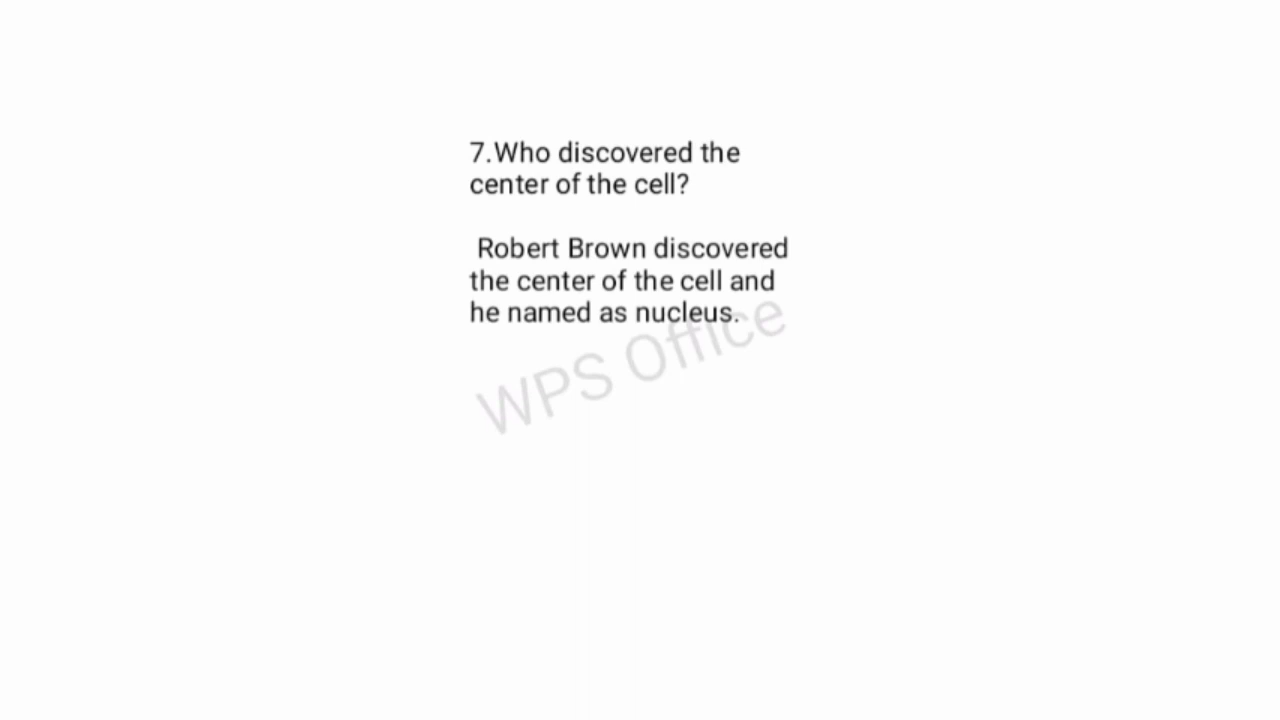 7.Who discovered the
center of the cell?
Robert Brown discovered
the center of the cell and
he named as nucleus.
WPS Office